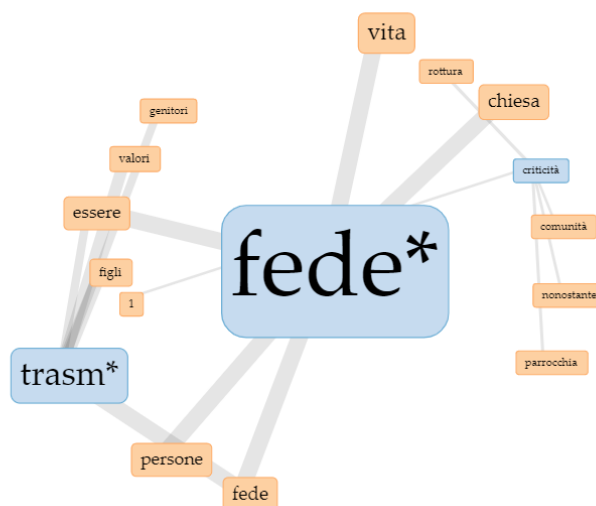 vita
rottura
chiesa
genitori
valori
criticità
essere
comunità
fede*
figli
nonostante
1
parrocchia
trasm*
persone
fede